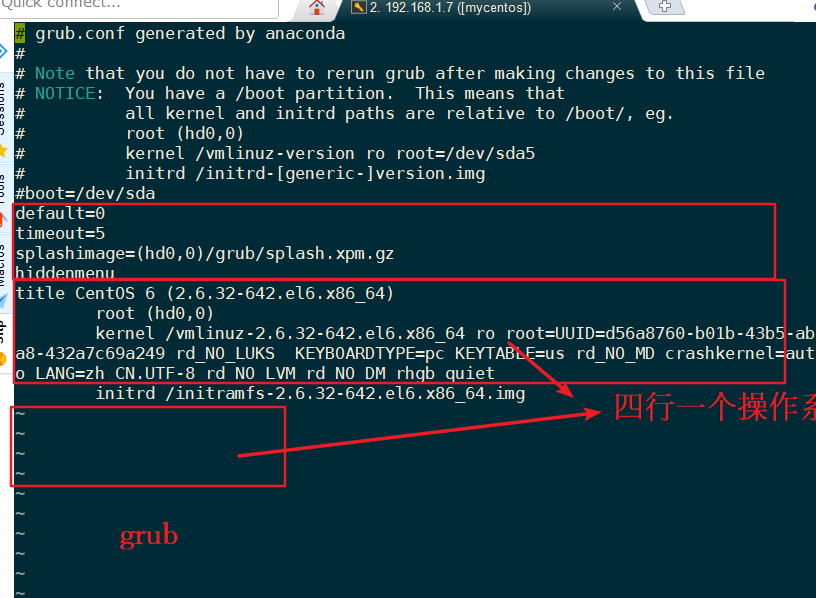 Quick connect...
2. 192.168.1.7 ([mycentos])
# grub.conf generated by anaconda
#
# Note that you do not have to rerun grub after making changes to this file
# NOTICE:  You have a /boot partition.  This means that
#          all kernel and initrd paths are relative to /boot/, eg.
#          root (hd0,0)
#          kernel /vmlinuz-version ro root=/dev/sda5
#          initrd /initrd-[generic-]version.img
#boot=/dev/sda
default=0
timeout=5
splashimage=(hd0,0)/grub/splash.xpm.gz
hiddenmenu
title CentOS 6 (2.6.32-642.el6.x86_64)
        root (hd0,0)
        kernel /vmlinuz-2.6.32-642.el6.x86_64 ro root=UUID=d56a8760-b01b-43b5-ab
a8-432a7c69a249 rd_NO_LUKS  KEYBOARDTYPE=pc KEYTABLE=us rd_NO_MD crashkernel=aut
o LANG=zh_CN.UTF-8 rd_NO_LVM rd_NO_DM rhgb quiet
        initrd /initramfs-2.6.32-642.el6.x86_64.img
四行一个操作系
~
~
~
~
~
~
grub
~
~
~
~
Sessions
Macros